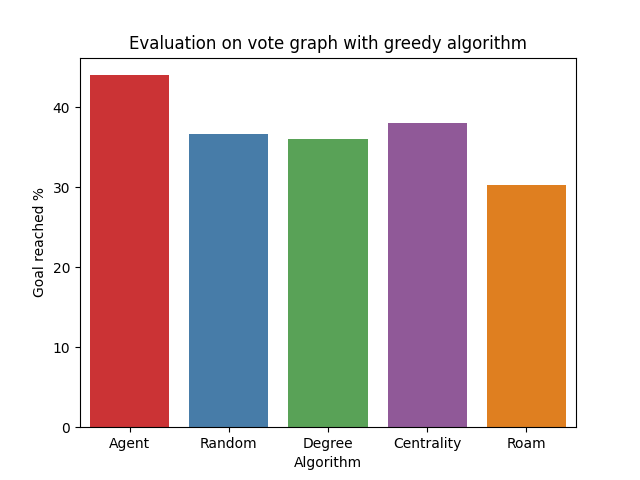 Evaluation on vote graph with greedy algorithm
Goal reached %
40
30
20
10
0
Agent Random Degree Centrality Roam
Algorithm